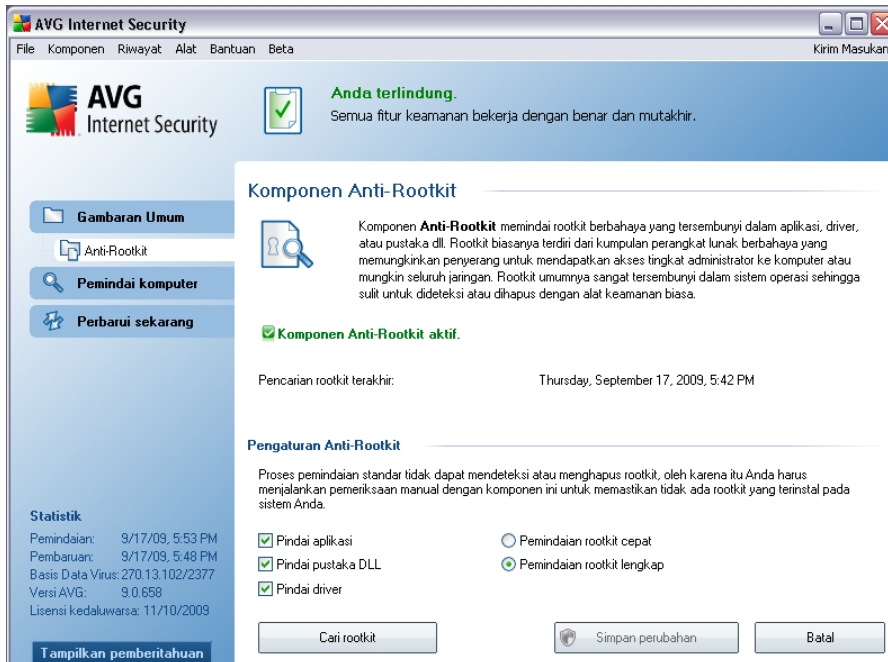 AVG Internet Security
File Komponen Riwayat Alat Bantuan Beta Kirim Masukan
AVG
Internet Security
Anda terlindung.
Semua fitur keamanan bekerja dengan benar dan mutakhir.
Gambaran Umum
Anti-Rootkit
Pemindai komputer
Perbarui sekarang
Statistik
Pemindaian: 9/17/09, 5:53 PM
Pembaruan: 9/17/09, 5:48 PM
Basis Data Virus: 270.13.102/2377
Versi AVG: 9.0.658
Lisensi kedaluwarsa: 11/10/2009
Tampilkan pemberitahuan
Komponen Anti-Rootkit
Komponen Anti-Rootkit memindai rootkit berbahaya yang tersembunyi dalam aplikasi, driver,
atau pustaka dll. Rootkit biasanya terdiri dari kumpulan perangkat lunak berbahaya yang
memungkinkan penyerang untuk mendapatkan akses tingkat administrator ke komputer atau
mungkin seluruh jaringan. Rootkit umumnya sangat tersembunyi dalam sistem operasi sehingga
sulit untuk dideteksi atau dihapus dengan alat keamanan biasa.
Komponen Anti-Rootkit aktif.
Pencarian rootkit terakhir: Thursday, September 17, 2009, 5:42 PM
Pengaturan Anti-Rootkit
Proses pemindaian standar tidak dapat mendeteksi atau menghapus rootkit, oleh karena itu Anda harus
menjalankan pemeriksaan manual dengan komponen ini untuk memastikan tidak ada rootkit yang terinstal pada
sistem Anda.
Pindai aplikasi Pemindaian rootkit cepat
Pindai pustaka DLL Pemindaian rootkit lengkap
Pindai driver
Cari rootkit Simpan perubahan Batal